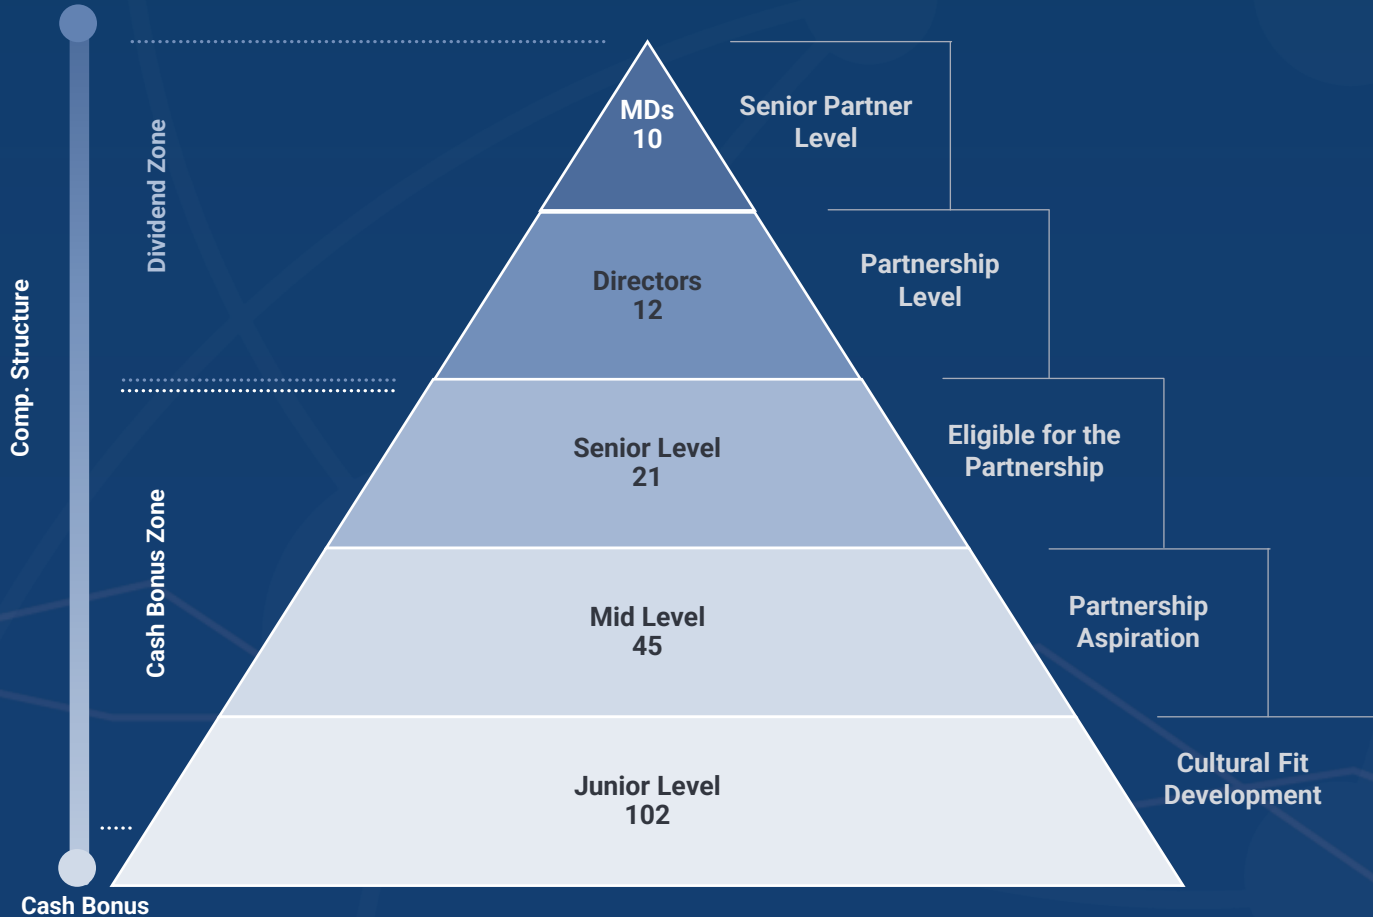 Comp. Structure
Dividend Zone
Cash Bonus Zone
Cash Bonus
MDs
10
Directors
12
Senior Level
21
Mid Level
45
Junior Level
102
Senior Partner
Level
Partnership
Level
Eligible for the
Partnership
Partnership
Aspiration
Cultural Fit
Development